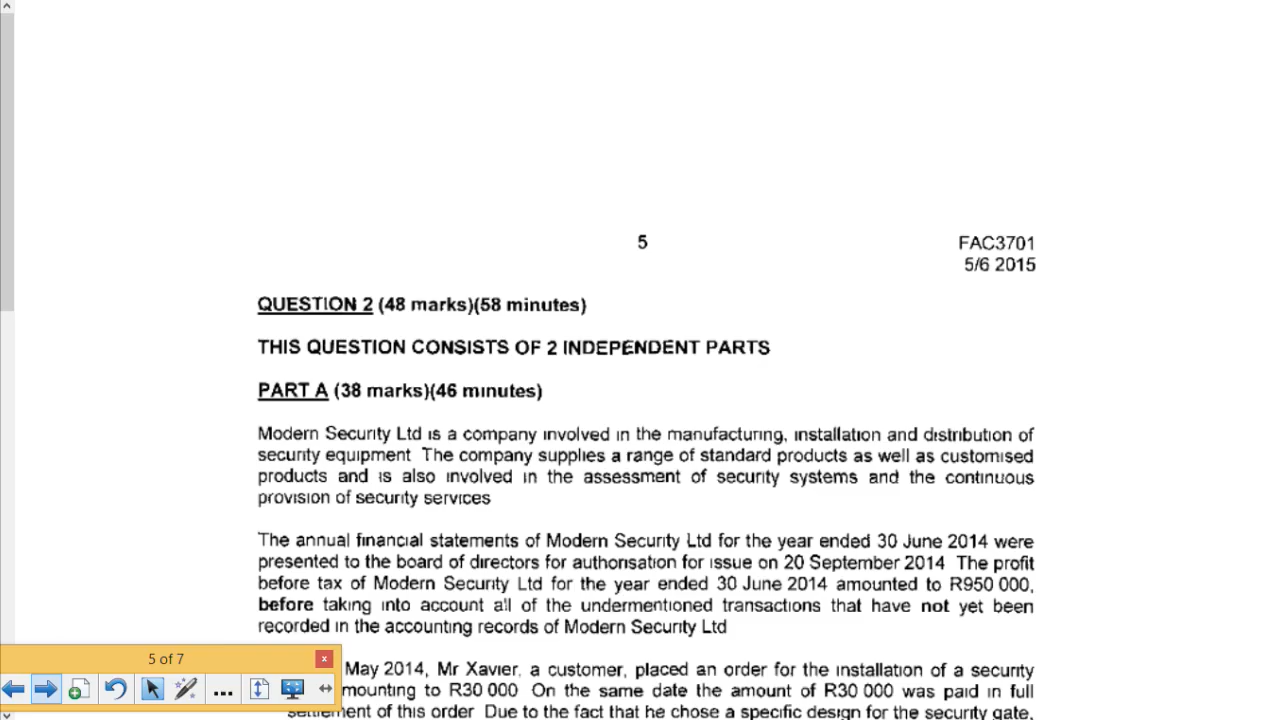 5
FAC3701
5/6 2015
QUESTION 2 (48 marks)(58 minutes)
THIS QUESTION CONSISTS OF 2 INDEPENDENT PARTS
PART A (38 marks)(46 minutes)
Modern Security Ltd is a company involved in the manufacturing, installation and distribution of
security equipment The company supplies a range of standard products as well as customised
products and is also involved in the assessment of security systems and the continuous
provision of security services
The annual financial statements of Modern Security Ltd for the year ended 30 June 2014 were
presented to the board of directors for authorisation for issue on 20 September 2014 The profit
before tax of Modern Security Ltd for the year ended 30 June 2014 amounted to R950 000,
before taking into account all of the undermentioned transactions that have not yet been
recorded in the accounting records of Modern Security Ltd
May 2014, Mr Xavier, a customer, placed an order for the installation of a security
mounting to R30 000 On the same date the amount of R30 000 was paid in full
settlement of this order Due to the fact that he chose a specific design for the security gate,
5 of 7